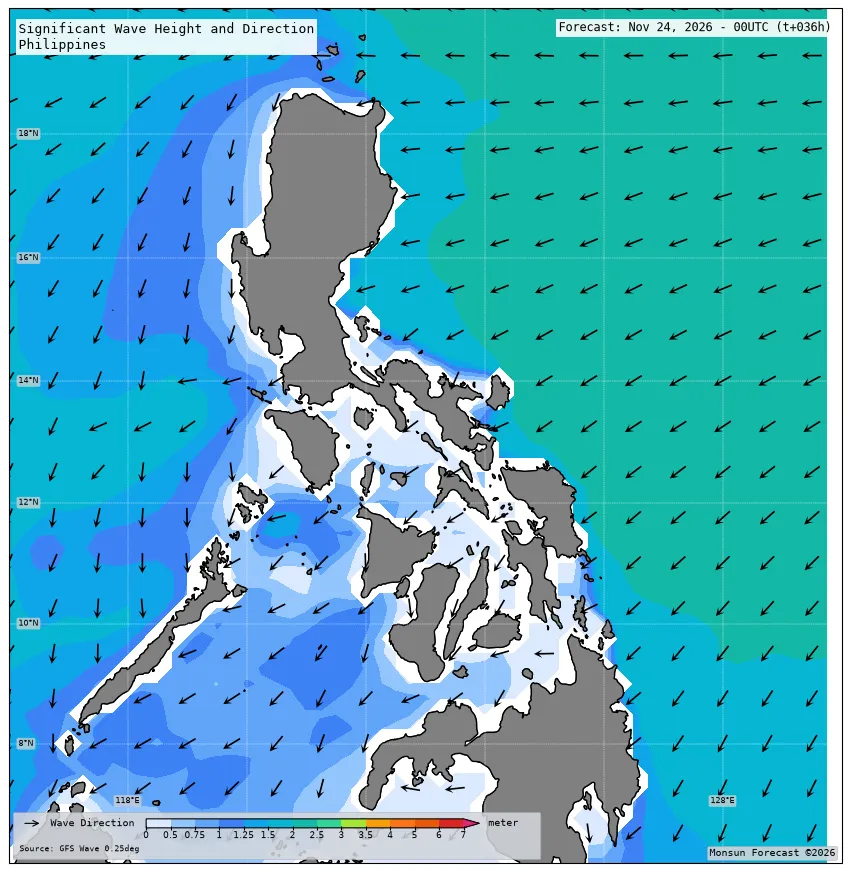 Significant Wave Height and Direction
Philippines
Forecast: Nov 24, 2026 - 00UTC (t+036h)
18°N
16°N
14°N
12°N
10°N
8°N
118°E
128°E
Wave Direction
0 0.5 0.75 1 1.25 1.5 2 2.5 3 3.5 4 5 6 7
meter
Source: GFS Wave 0.25deg
Monsun Forecast ©2026